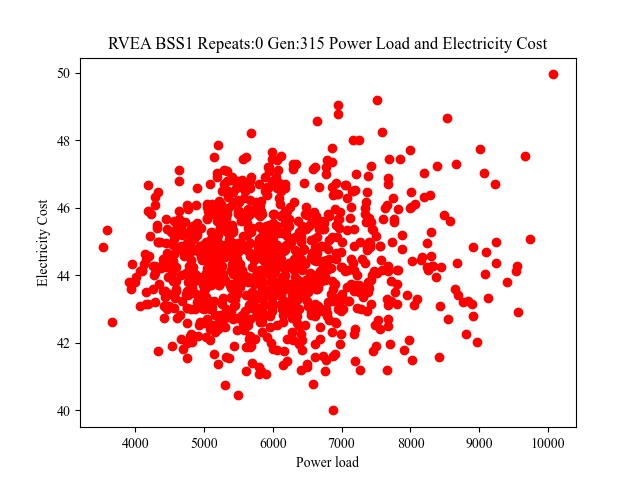 RVEA BSS1 Repeats:0 Gen:315 Power Load and Electricity Cost
50
48
46
44
42
40
Electricity Cost
4000 5000 6000 7000 8000 9000 10000
Power load